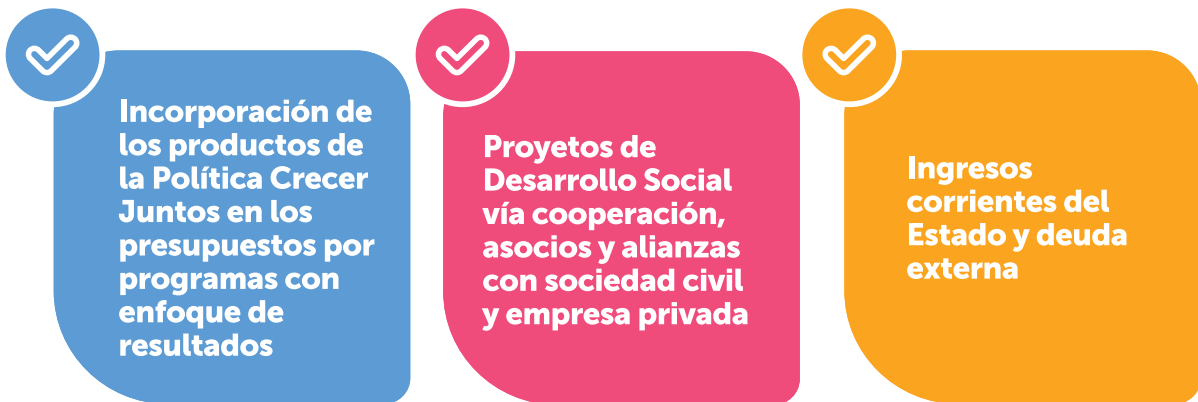 Incorporación de
los productos de
la Política Crecer
Juntos en los
presupuestos por
programas con
enfoque de
resultados
Proyetos de
Desarrollo Social
vía cooperación,
asocios y alianzas
con sociedad civil
y empresa privada
Ingresos
corrientes del
Estado y deuda
externa